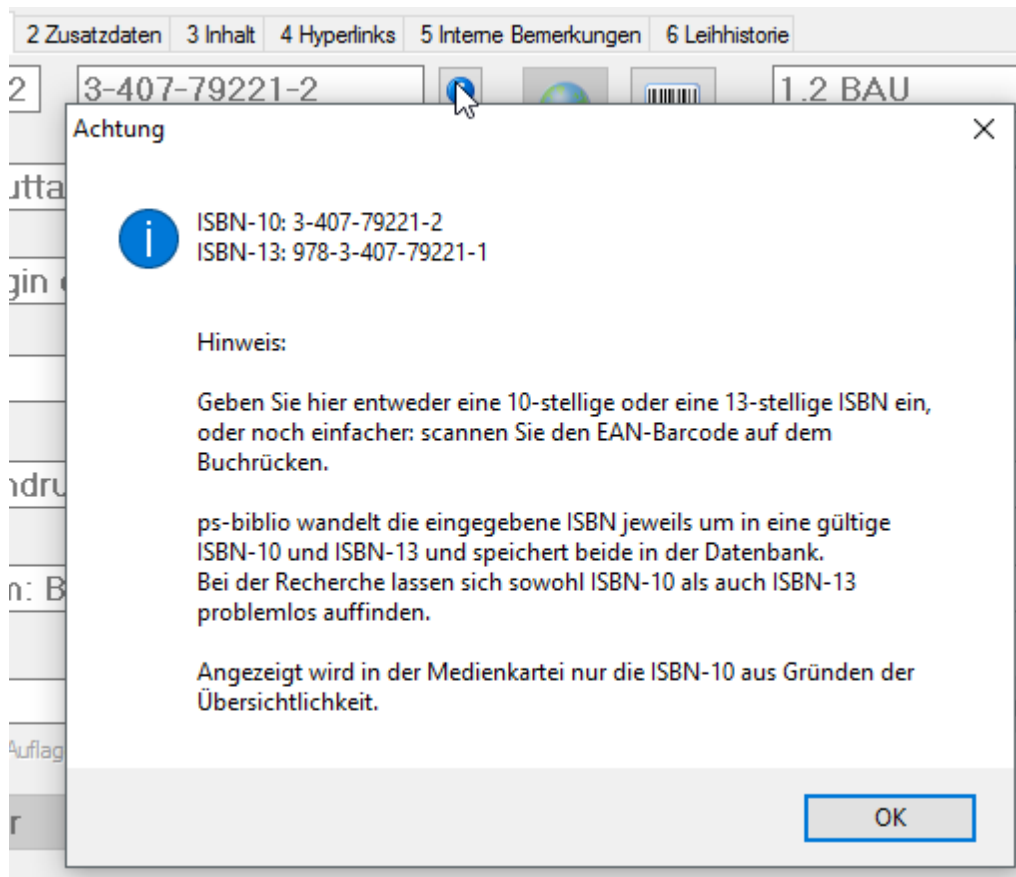 2 Zusatzdaten 3 Inhalt 4 Hyperlinks 5 Interne Bemerkungen 6 Leihhistorie
2 3-407-79221-2 1.2 BAU
Achtung
ISBN-10: 3-407-79221-2
ISBN-13: 978-3-407-79221-1
Hinweis:
Geben Sie hier entweder eine 10-stellige oder eine 13-stellige ISBN ein,
oder noch einfacher: scannen Sie den EAN-Barcode auf dem
Buchrücken.
ps-biblio wandelt die eingegebene ISBN jeweils um in eine gültige
ISBN-10 und ISBN-13 und speichert beide in der Datenbank.
Bei der Recherche lassen sich sowohl ISBN-10 als auch ISBN-13
problemlos auffinden.
Angezeigt wird in der Medienkartei nur die ISBN-10 aus Gründen der
Übersichtlichkeit.
OK